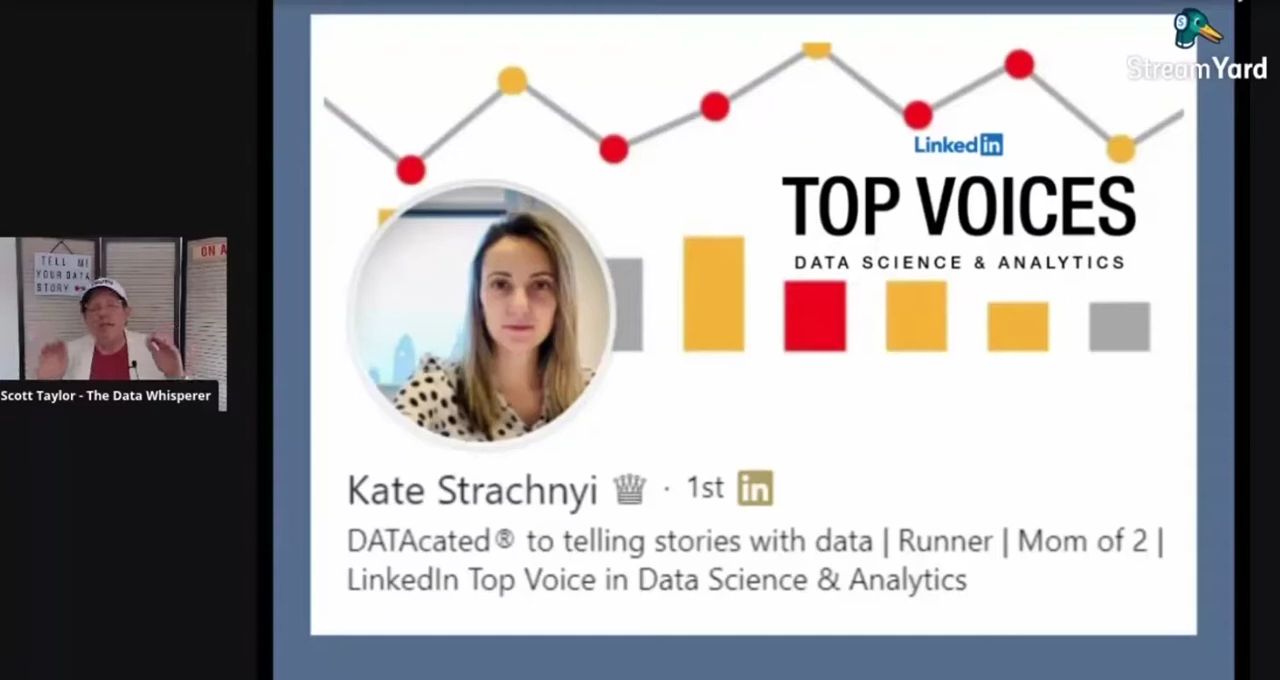 StreamYard
LinkedIn
TOP VOICES
DATA SCIENCE & ANALYTICS
TELL ME
YOUR DATA
STORY
ON A
Scott Taylor - The Data Whisperer
Kate Strachnyi ♕ · 1st in
DATAcated® to telling stories with data | Runner | Mom of 2 |
LinkedIn Top Voice in Data Science & Analytics